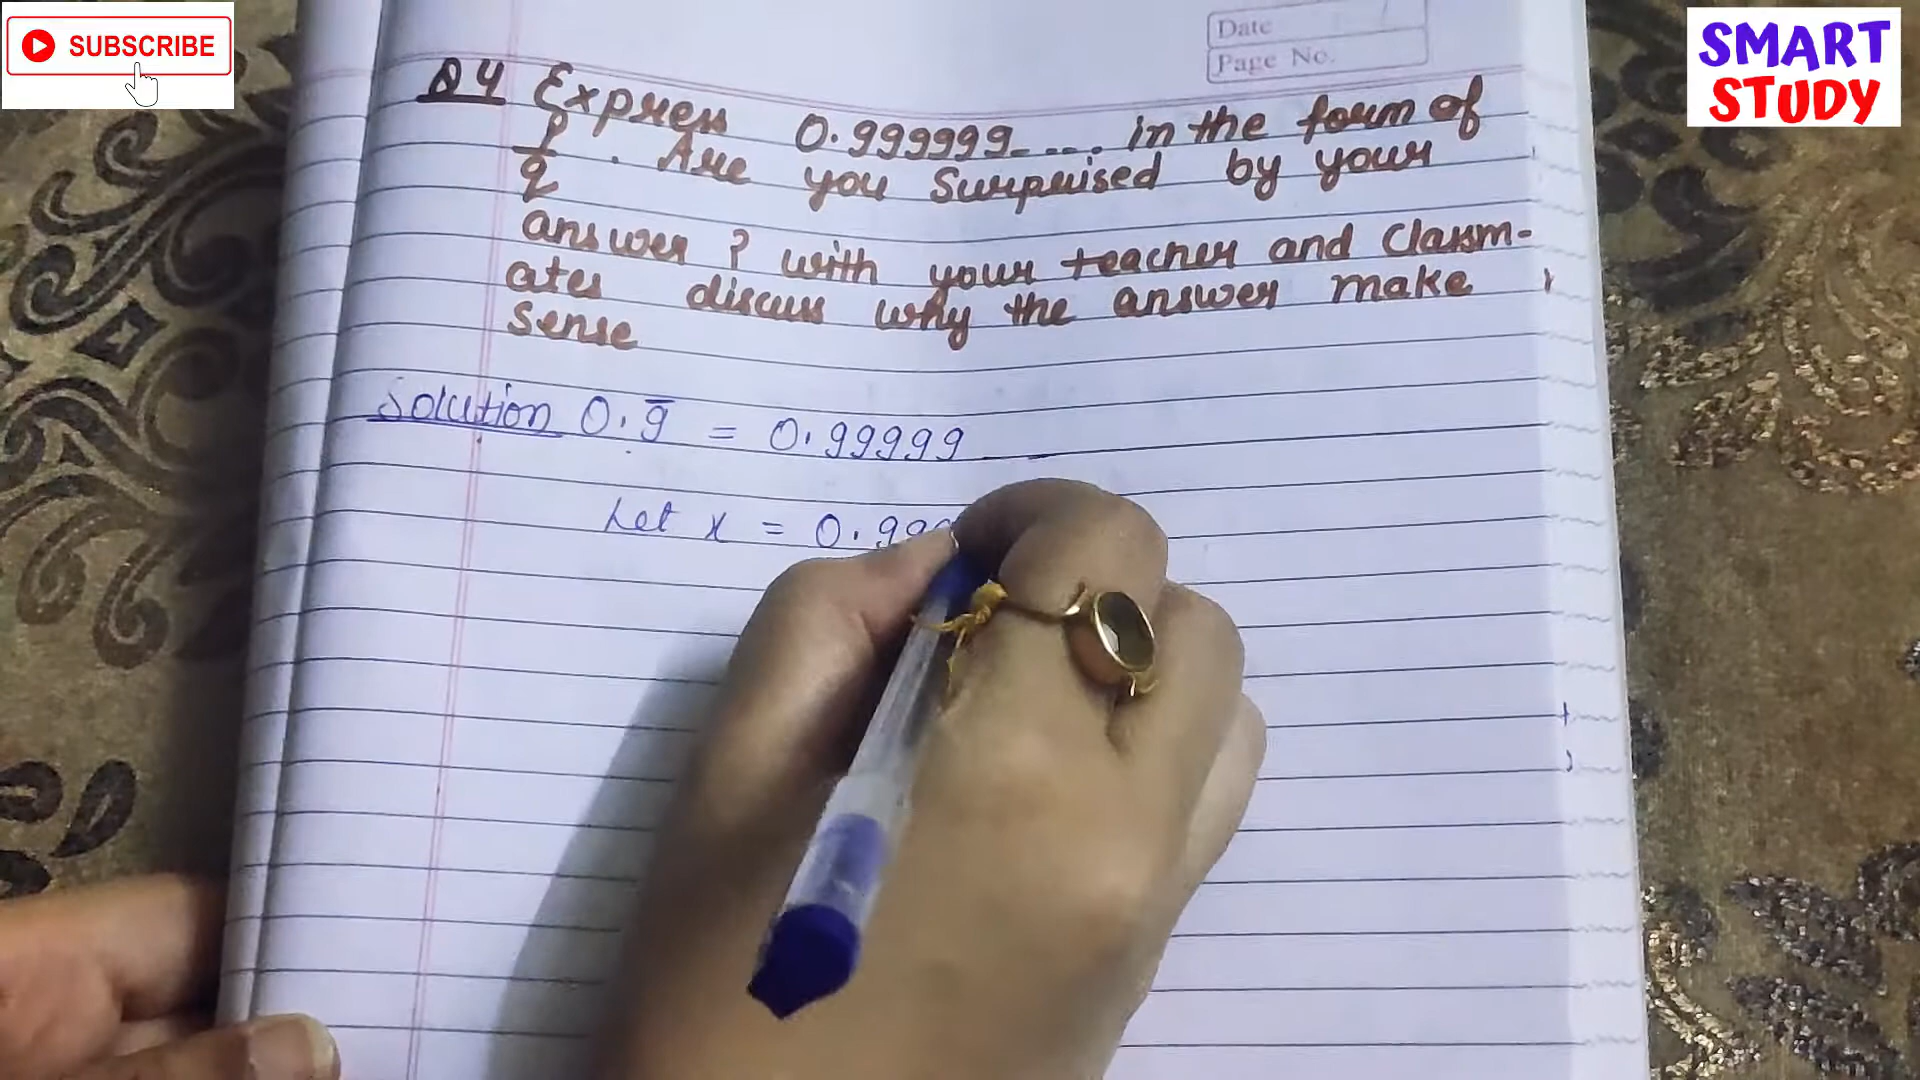 SUBSCRIBE
SMART
STUDY
Date
Page No.
Q4 Express 0.999999..... in the form of
p/q . Are you Surprised by your
answer ? with your teacher and Classm-
ates discuss why the answer make
sense
Solution 0.9̅ = 0.99999
Let x = 0.999